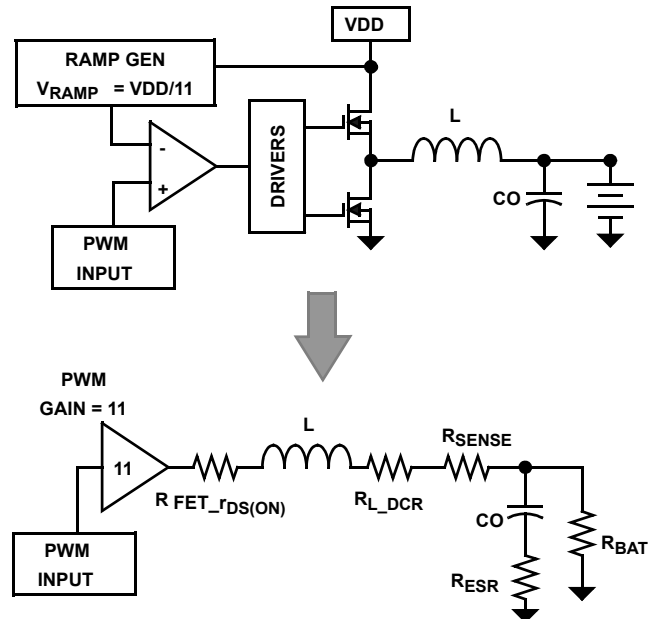 VDD
RAMP GEN
VRAMP = VDD/11
-
+
DRIVERS
L
CO
PWM
INPUT
PWM
GAIN = 11
11
R FET_rDS(ON)
L
RL_DCR
RSENSE
CO
RESR
RBAT
PWM
INPUT